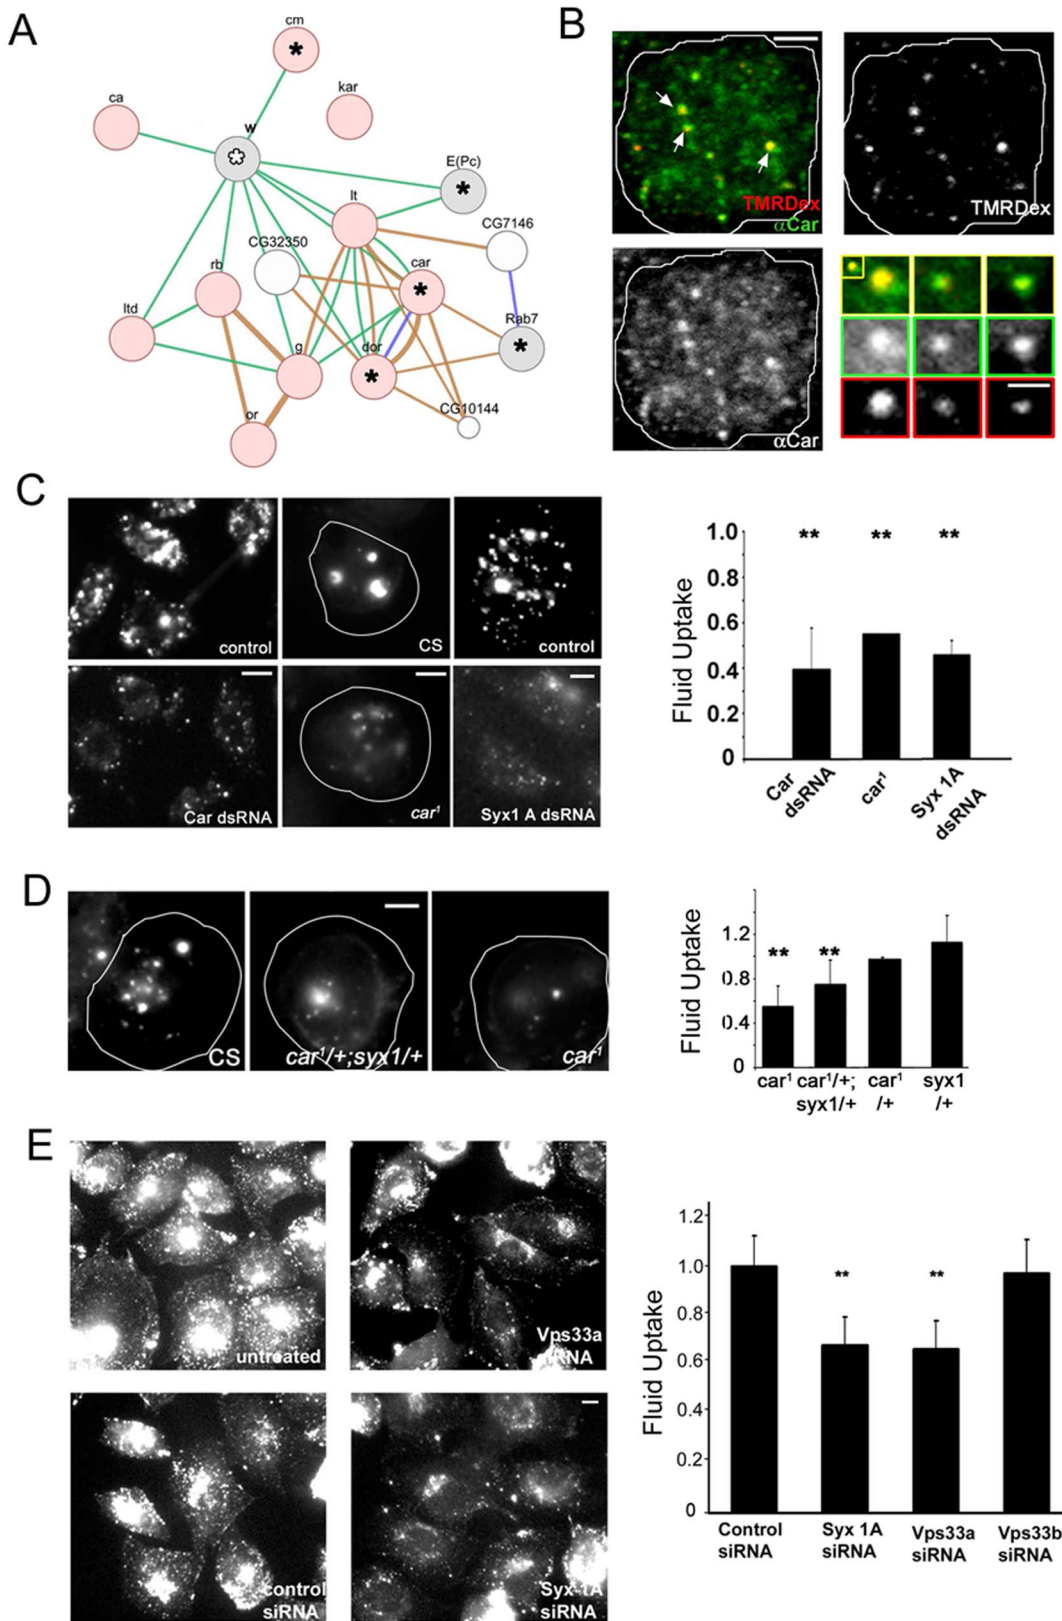 A
cm
*
kar
ca
w
E(Pc)
*
lt
CG7146
CG32350
car
rb
*
ltd
Rab7
*
g
dor
*
CG10144
or
B
TMRDex
αCar
TMRDex
αCar
C
control
CS
control
Car dsRNA
car¹
Syx1 A dsRNA
Fluid Uptake
1.0
0.8
0.6
0.4
0.2
0
** ** **
Car
dsRNA
car¹
Syx 1A
dsRNA
D
CS
car¹/+;syx1/+
car¹
Fluid Uptake
1.2
0.8
0.4
0
** **
car¹ car¹/+; car¹ syx1
syx1/+ /+ /+
E
untreated
Vps33a
iRNA
control
siRNA
Syx-1A
siRNA
Fluid Uptake
1.2
1.0
0.8
0.6
0.4
0
** **
Control Syx 1A Vps33a Vps33b
siRNA siRNA siRNA siRNA